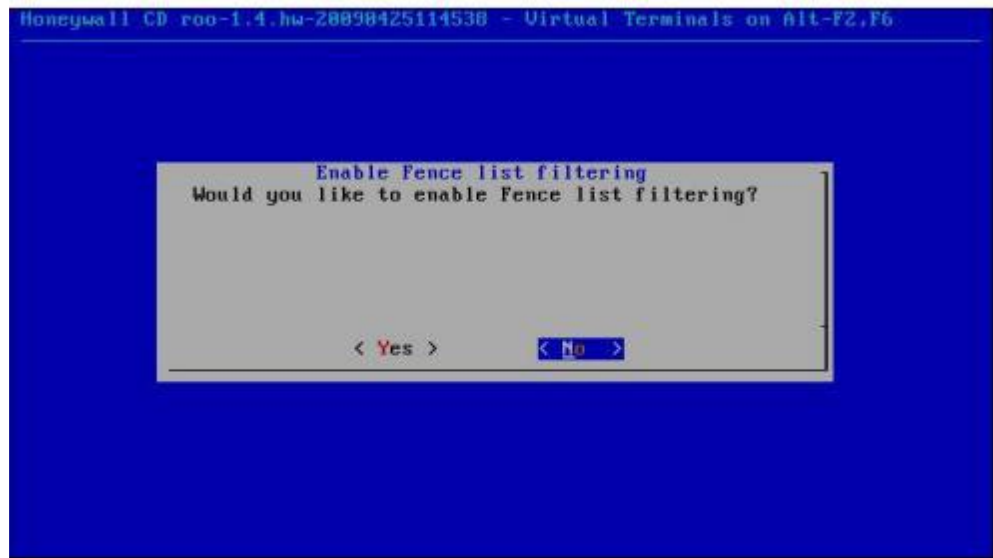 Honeywall CD roo-1.4.hw-20090425114538 - Virtual Terminals on Alt-F2,F6
Enable Fence list filtering
Would you like to enable Fence list filtering?
< Yes > < No >